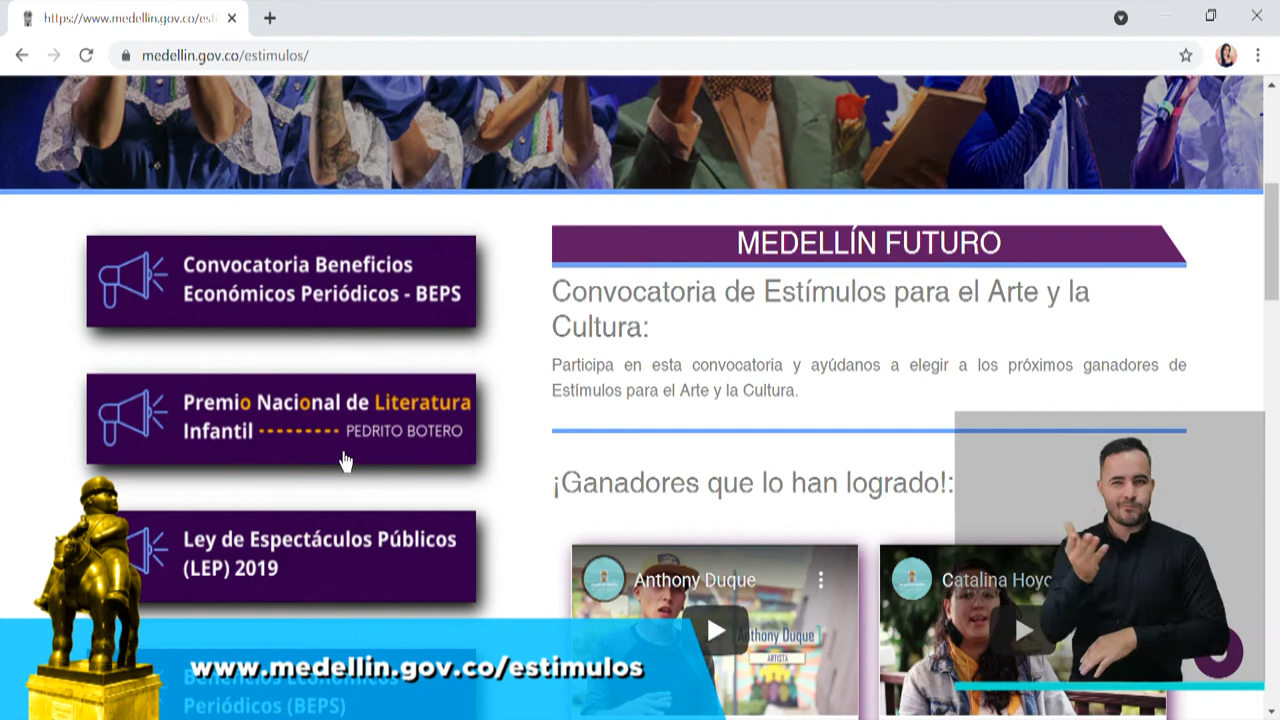 https://www.medellin.gov.co/esti
medellin.gov.co/estimulos/
Convocatoria Beneficios
Económicos Periódicos - BEPS
Premio Nacional de Literatura
Infantil --------- PEDRITO BOTERO
Ley de Espectáculos Públicos
(LEP) 2019
Beneficios Económicos
Periódicos (BEPS)
MEDELLÍN FUTURO
Convocatoria de Estímulos para el Arte y la
Cultura:
Participa en esta convocatoria y ayúdanos a elegir a los próximos ganadores de
Estímulos para el Arte y la Cultura.
¡Ganadores que lo han logrado!:
Anthony Duque
Anthony Duque
ARTISTA
Catalina Hoyo
www.medellin.gov.co/estimulos